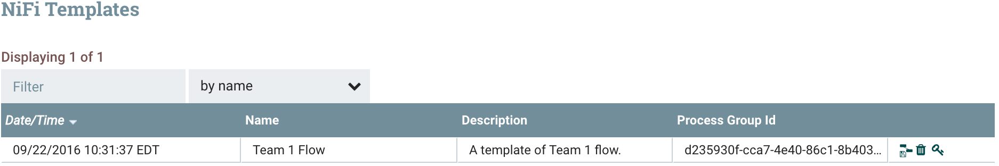 NiFi Templates
Displaying 1 of 1
Filter by name
Date/Time Name Description Process Group Id
09/22/2016 10:31:37 EDT Team 1 Flow A template of Team 1 flow. d235930f-cca7-4e40-86c1-8b403...